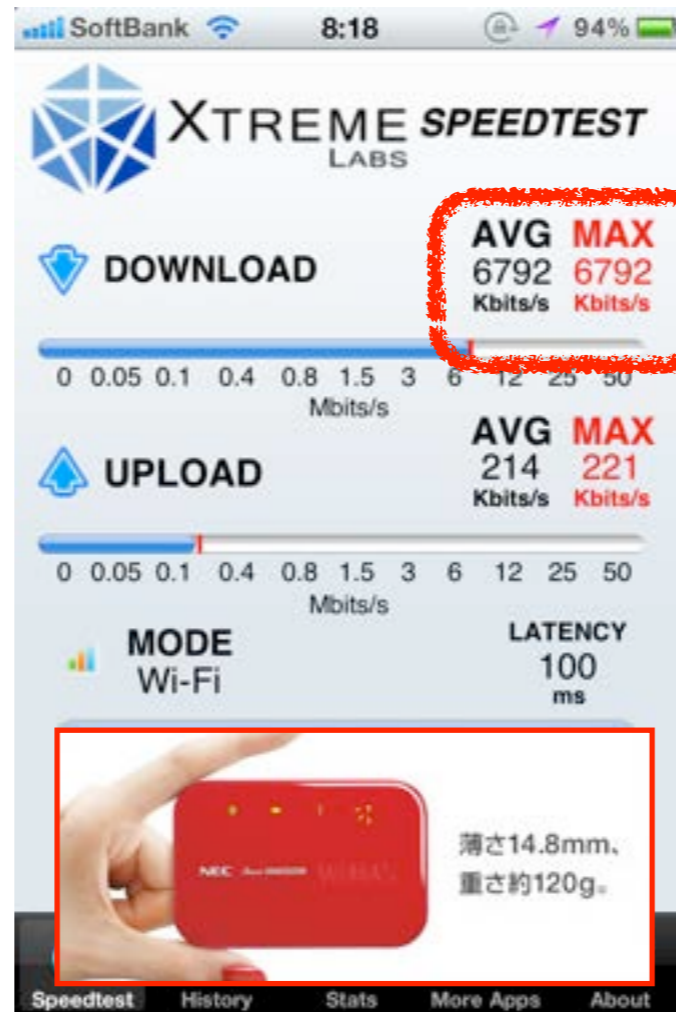 SoftBank 8:18 94%
XTREME SPEEDTEST
LABS
AVG MAX
DOWNLOAD 6792 6792
Kbits/s Kbits/s
0 0.05 0.1 0.4 0.8 1.5 3 6 12 25 50
Mbits/s
AVG MAX
UPLOAD 214 221
Kbits/s Kbits/s
0 0.05 0.1 0.4 0.8 1.5 3 6 12 25 50
Mbits/s
MODE LATENCY
Wi-Fi 100
ms
NEC
薄さ14.8mm、
重さ約120g。
Speedtest History Stats More Apps About